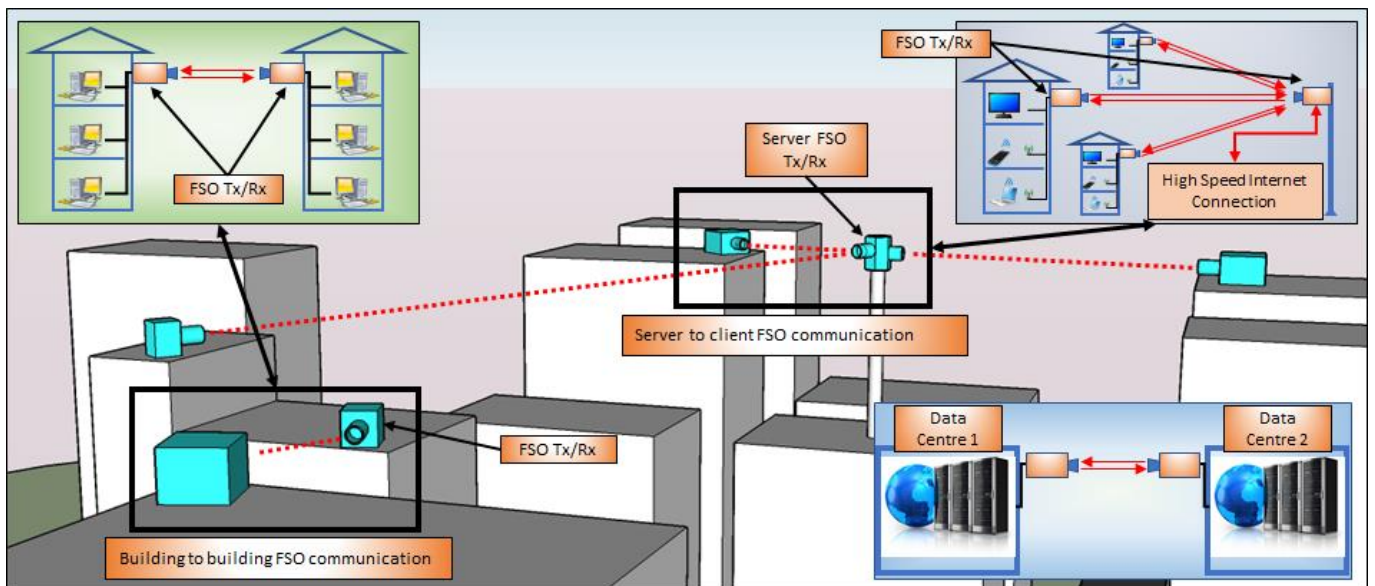 FSO Tx/Rx
FSO Tx/Rx
High Speed Internet
Connection
Server FSO
Tx/Rx
Server to client FSO communication
FSO Tx/Rx
Building to building FSO communication
Data
Centre 1
Data
Centre 2